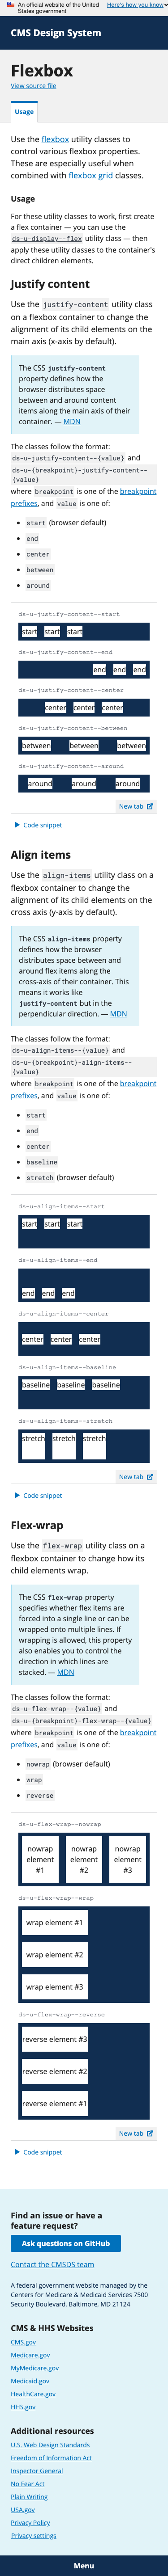 An official website of the United
States government
Here's how you know
CMS Design System
Flexbox
View source file
Usage
Use the flexbox utility classes to
control various flexbox properties.
These are especially useful when
combined with flexbox grid classes.
Usage
For these utility classes to work, first create
a flex container — you can use the
ds-u-display--flex utility class — then
apply these utility classes to the container's
direct children elements.
Justify content
Use the justify-content utility class
on a flexbox container to change the
alignment of its child elements on the
main axis (x-axis by default).
The CSS justify-content
property defines how the
browser distributes space
between and around content
items along the main axis of their
container. — MDN
The classes follow the format:
ds-u-justify-content--{value} and
ds-u-{breakpoint}-justify-content--
{value}
where breakpoint is one of the breakpoint
prefixes, and value is one of:
• start (browser default)
• end
• center
• between
• around
ds-u-justify-content--start
start start start
ds-u-justify-content--end
end end end
ds-u-justify-content--center
center center center
ds-u-justify-content--between
between between between
ds-u-justify-content--around
around around around
New tab
Code snippet
Align items
Use the align-items utility class on a
flexbox container to change the
alignment of its child elements on the
cross axis (y-axis by default).
The CSS align-items property
defines how the browser
distributes space between and
around flex items along the
cross-axis of their container. This
means it works like
justify-content but in the
perpendicular direction. — MDN
The classes follow the format:
ds-u-align-items--{value} and
ds-u-{breakpoint}-align-items--
{value}
where breakpoint is one of the breakpoint
prefixes, and value is one of:
• start
• end
• center
• baseline
• stretch (browser default)
ds-u-align-items--start
start start start
ds-u-align-items--end
end end end
ds-u-align-items--center
center center center
ds-u-align-items--baseline
baseline baseline baseline
ds-u-align-items--stretch
stretch stretch stretch
New tab
Code snippet
Flex-wrap
Use the flex-wrap utility class on a
flexbox container to change how its
child elements wrap.
The CSS flex-wrap property
specifies whether flex items are
forced into a single line or can be
wrapped onto multiple lines. If
wrapping is allowed, this property
also enables you to control the
direction in which lines are
stacked. — MDN
The classes follow the format:
ds-u-flex-wrap--{value} and
ds-u-{breakpoint}-flex-wrap--{value}
where breakpoint is one of the breakpoint
prefixes, and value is one of:
• nowrap (browser default)
• wrap
• reverse
ds-u-flex-wrap--nowrap
nowrap nowrap nowrap
element element element
#1 #2 #3
ds-u-flex-wrap--wrap
wrap element #1
wrap element #2
wrap element #3
ds-u-flex-wrap--reverse
reverse element #3
reverse element #2
reverse element #1
New tab
Code snippet
Find an issue or have a
feature request?
Ask questions on GitHub
Contact the CMSDS team
A federal government website managed by the
Centers for Medicare & Medicaid Services 7500
Security Boulevard, Baltimore, MD 21124
CMS & HHS Websites
CMS.gov
Medicare.gov
MyMedicare.gov
Medicaid.gov
HealthCare.gov
HHS.gov
Additional resources
U.S. Web Design Standards
Freedom of Information Act
Inspector General
No Fear Act
Plain Writing
USA.gov
Privacy Policy
Privacy settings
Menu